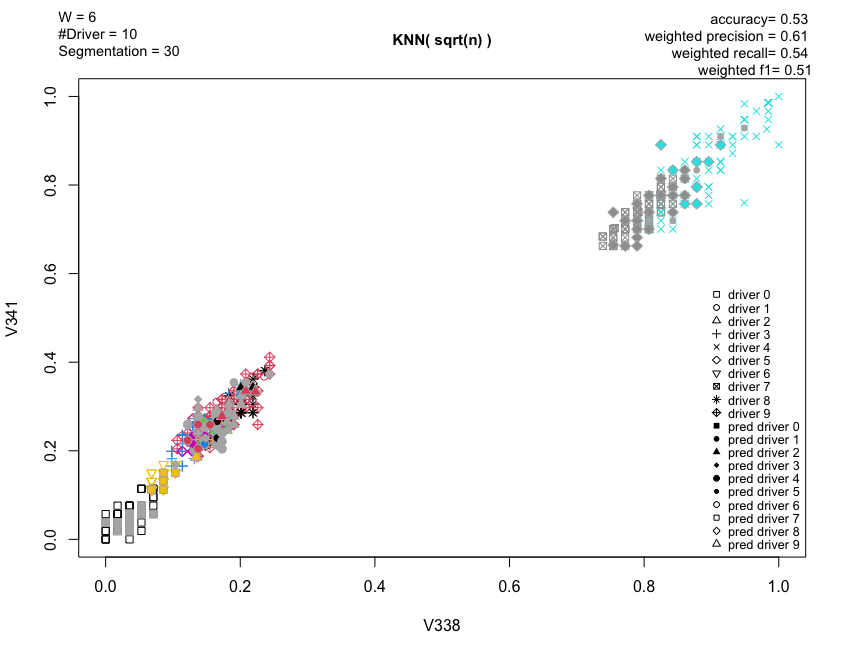 W = 6
#Driver = 10
Segmentation = 30
KNN( sqrt(n) )
accuracy= 0.53
weighted precision = 0.61
weighted recall= 0.54
weighted f1= 0.51
V341
1.0
0.8
0.6
0.4
0.2
0.0
driver 0
driver 1
driver 2
driver 3
driver 4
driver 5
driver 6
driver 7
driver 8
driver 9
pred driver 0
pred driver 1
pred driver 2
pred driver 3
pred driver 4
pred driver 5
pred driver 6
pred driver 7
pred driver 8
pred driver 9
0.0 0.2 0.4 0.6 0.8 1.0
V338